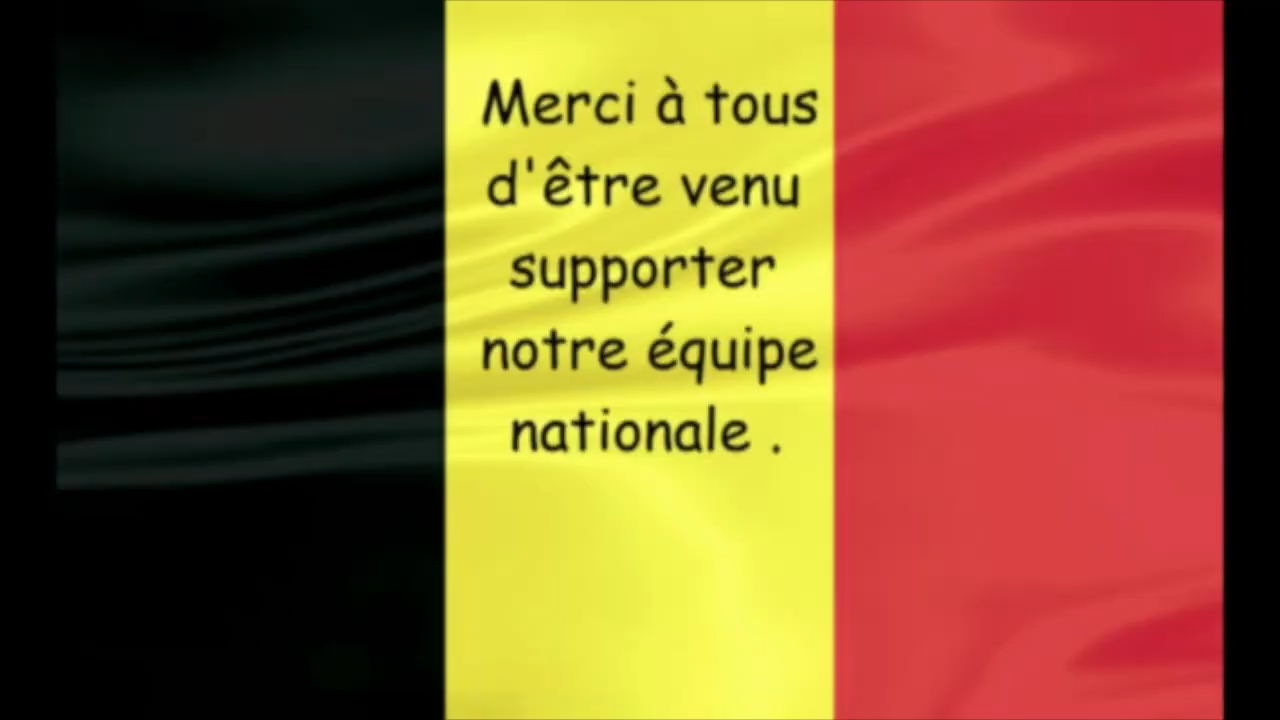 Merci à tous
d'être venu
supporter
notre équipe
nationale .